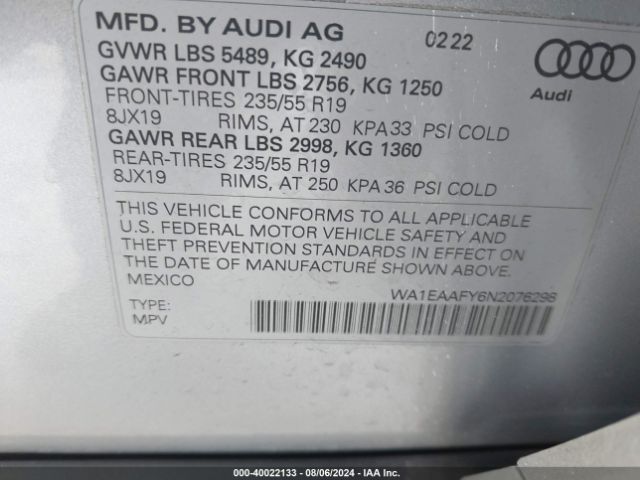 MFD. BY AUDI AG 0222
GVWR LBS 5489, KG 2490
GAWR FRONT LBS 2756, KG 1250
Audi
FRONT-TIRES 235/55 R19
8JX19 RIMS, AT 230 KPA 33 PSI COLD
GAWR REAR LBS 2998, KG 1360
REAR-TIRES 235/55 R19
8JX19 RIMS, AT 250 KPA 36 PSI COLD
THIS VEHICLE CONFORMS TO ALL APPLICABLE
U.S. FEDERAL MOTOR VEHICLE SAFETY AND
THEFT PREVENTION STANDARDS IN EFFECT ON
THE DATE OF MANUFACTURE SHOWN ABOVE.
MEXICO
WA1EAAFY6N2076298
TYPE:
MPV
000-40022133 - 08/06/2024 - IAA Inc.